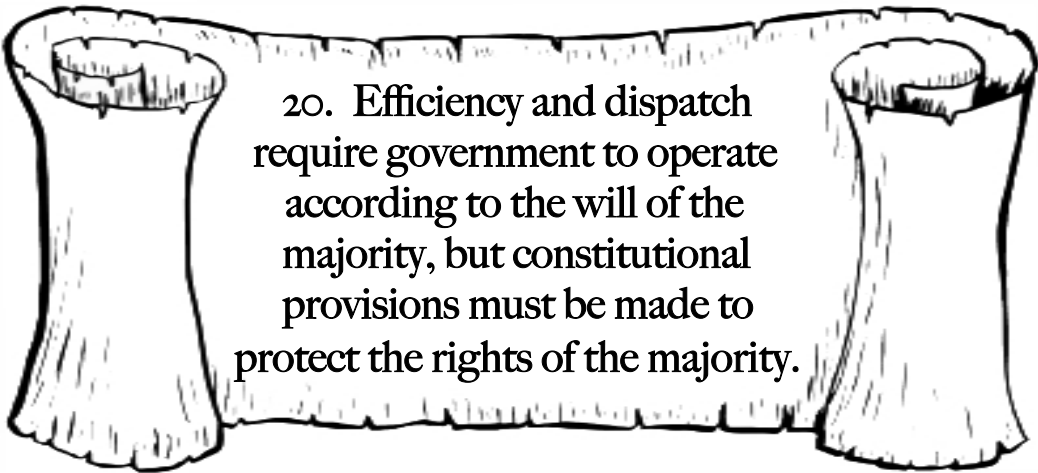 20. Efficiency and dispatch
require government to operate
according to the will of the
majority, but constitutional
provisions must be made to
protect the rights of the majority.